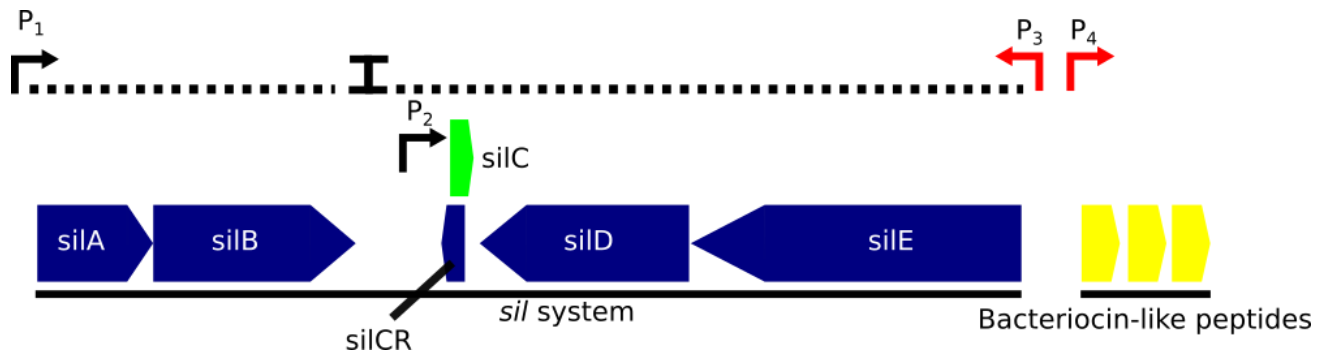 P₁
P₃
P₄
P₂
silC
silA
silB
silD
silE
sil system
silCR
Bacteriocin-like peptides